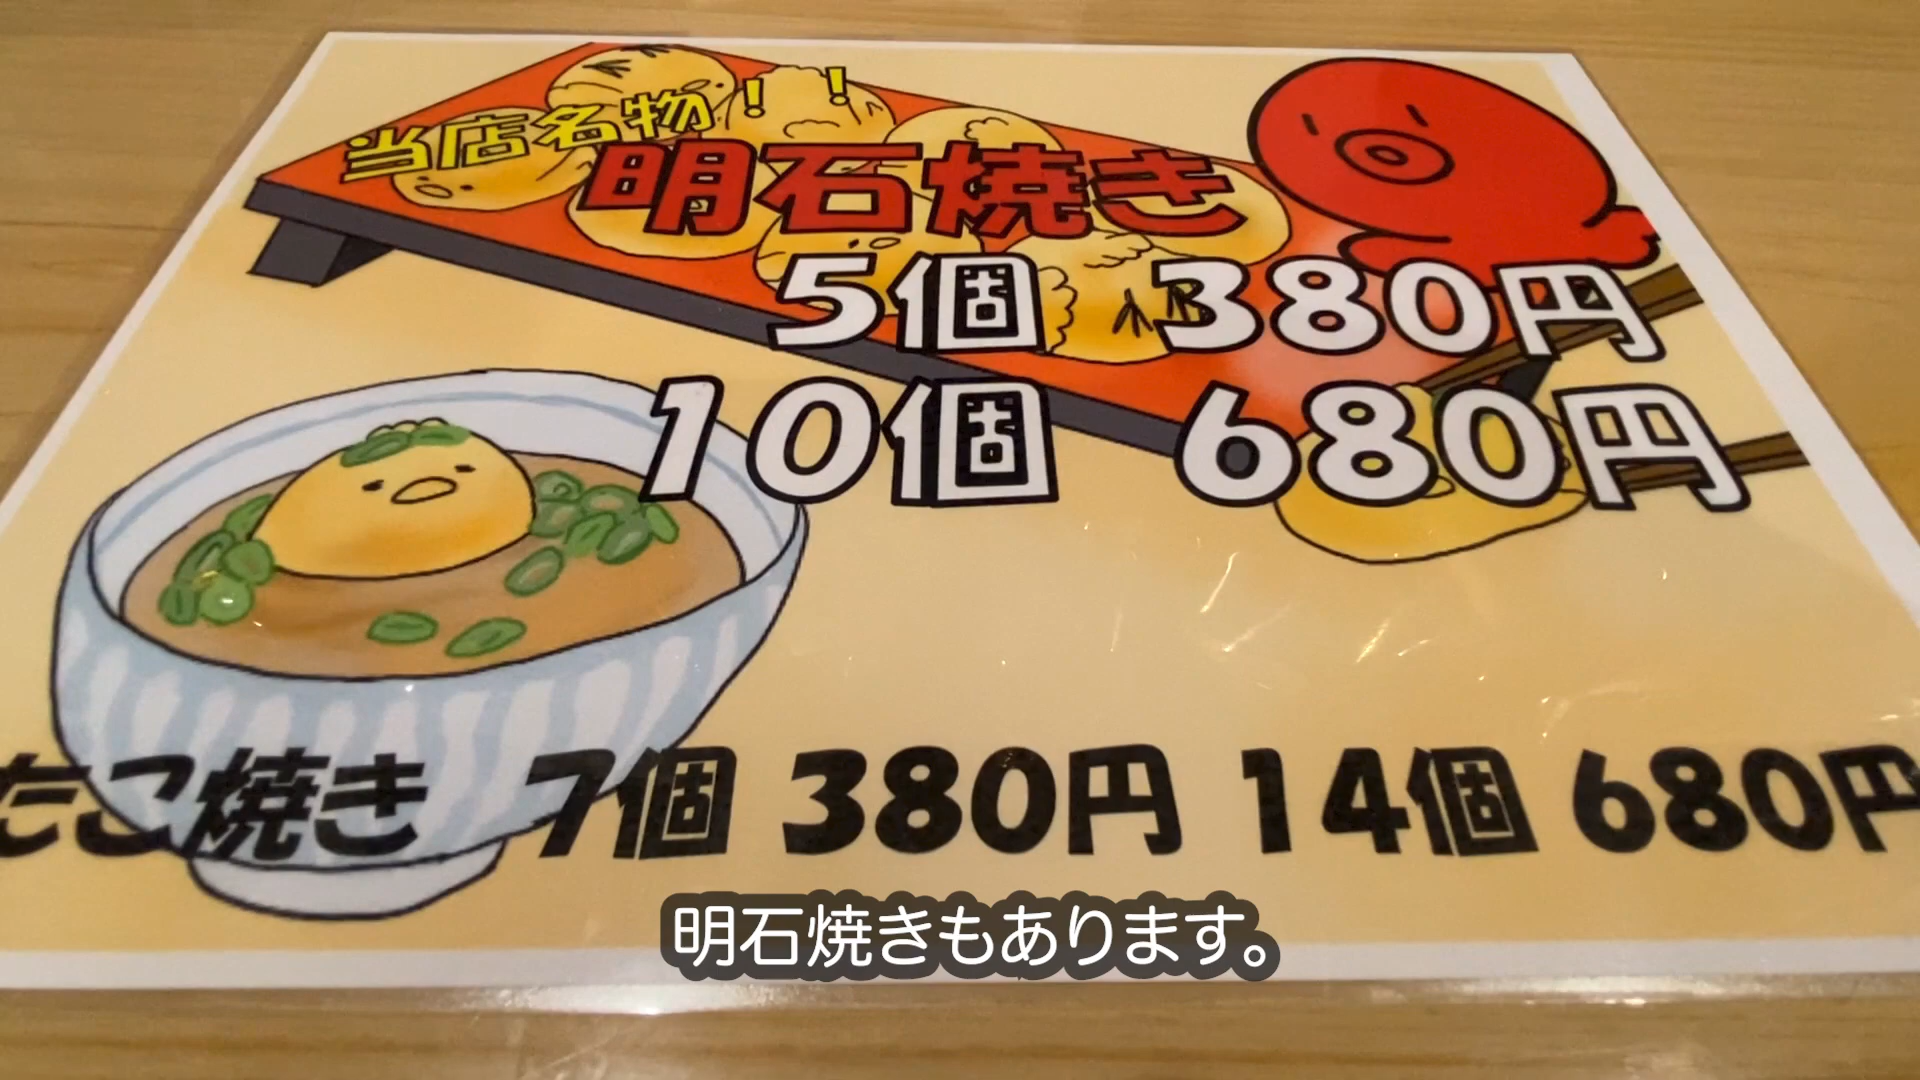 当店名物！！
明石焼き
5個 380円
10個 680円
たこ焼き 7個 380円 14個 680円
明石焼きもあります。